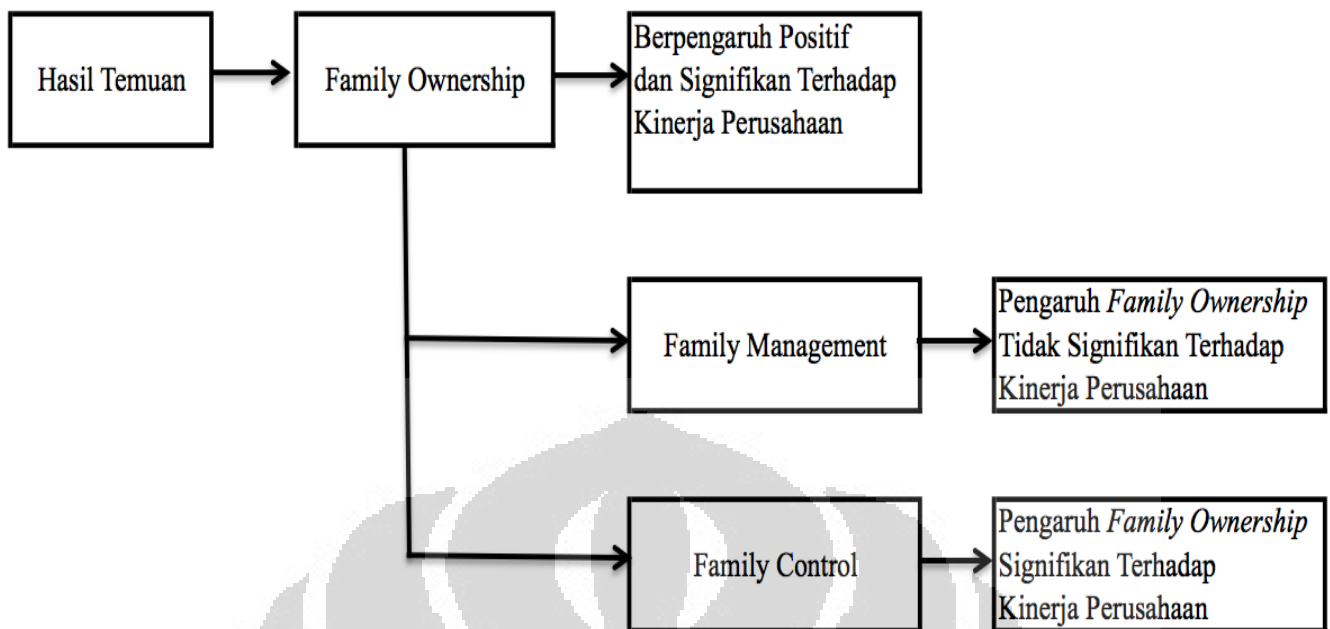 Hasil Temuan
Family Ownership
Berpengaruh Positif
dan Signifikan Terhadap
Kinerja Perusahaan
Family Management
Pengaruh Family Ownership
Tidak Signifikan Terhadap
Kinerja Perusahaan
Family Control
Pengaruh Family Ownership
Signifikan Terhadap
Kinerja Perusahaan